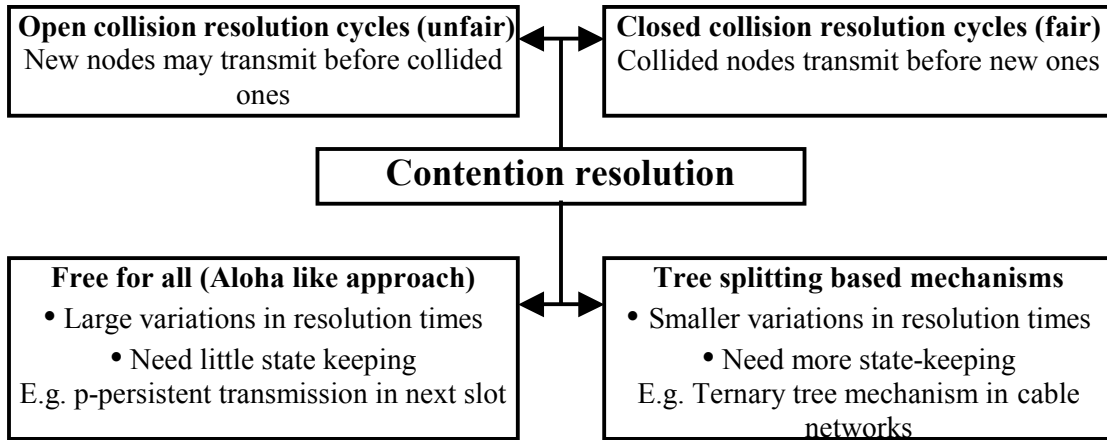 Open collision resolution cycles (unfair)
New nodes may transmit before collided
ones
Closed collision resolution cycles (fair)
Collided nodes transmit before new ones
Contention resolution
Free for all (Aloha like approach)
• Large variations in resolution times
• Need little state keeping
E.g. p-persistent transmission in next slot
Tree splitting based mechanisms
• Smaller variations in resolution times
• Need more state-keeping
E.g. Ternary tree mechanism in cable
networks